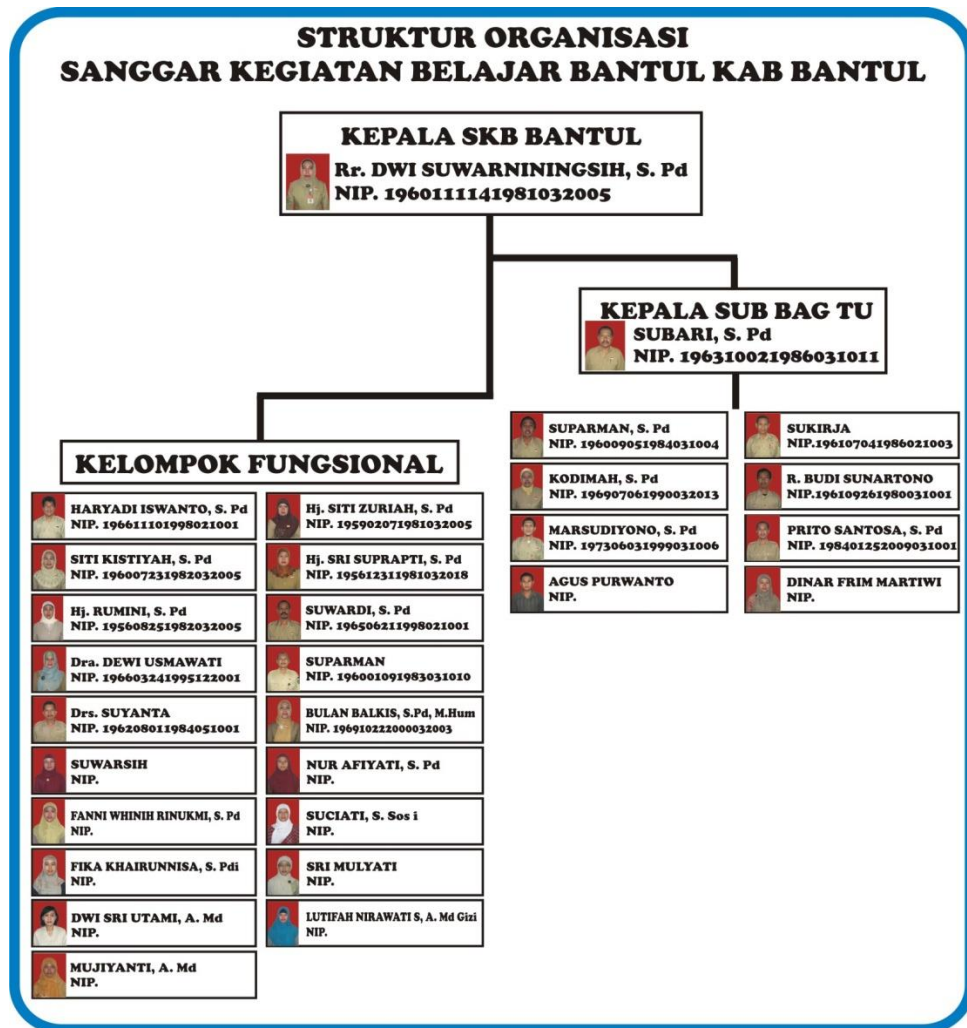 STRUKTUR ORGANISASI
SANGGAR KEGIATAN BELAJAR BANTUL KAB BANTUL
KEPALA SKB BANTUL
Rr. DWI SUWARNININGSIH, S. Pd
NIP. 196011141981032005
KEPALA SUB BAG TU
SUBARI, S. Pd
NIP. 196310021986031011
SUPARMAN, S. Pd
NIP. 196009051984031004
SUKIRJA
NIP.196107041986021003
KODIMAH, S. Pd
NIP. 196907061990032013
R. BUDI SUNARTONO
NIP.196109261980031001
MARSUDIYONO, S. Pd
NIP. 197306031999031006
PRITO SANTOSA, S. Pd
NIP. 198401252009031001
AGUS PURWANTO
NIP.
DINAR FRIM MARTIWI
NIP.
KELOMPOK FUNGSIONAL
HARYADI ISWANTO, S. Pd
NIP. 196611101998021001
Hj. SITI ZURIAH, S. Pd
NIP. 195902071981032005
SITI KISTIYAH, S. Pd
NIP. 196007231982032005
Hj. SRI SUPRAPTI, S. Pd
NIP. 195612311981032018
Hj. RUMINI, S. Pd
NIP. 195608251982032005
SUWARDI, S. Pd
NIP. 196506211998021001
Dra. DEWI USMAWATI
NIP. 196603241995122001
SUPARMAN
NIP. 196001091983031010
Drs. SUYANTA
NIP. 196208011984051001
BULAN BALKIS, S.Pd, M.Hum
NIP. 196910222000032003
SUWARSIH
NIP.
NUR AFIYATI, S. Pd
NIP.
FANNI WHINIH RINUKMI, S. Pd
NIP.
SUCIATI, S. Sos i
NIP.
FIKA KHAIRUNNISA, S. Pdi
NIP.
SRI MULYATI
NIP.
DWI SRI UTAMI, A. Md
NIP.
LUTIFAH NIRAWATI S, A. Md Gizi
NIP.
MUJIYANTI, A. Md
NIP.